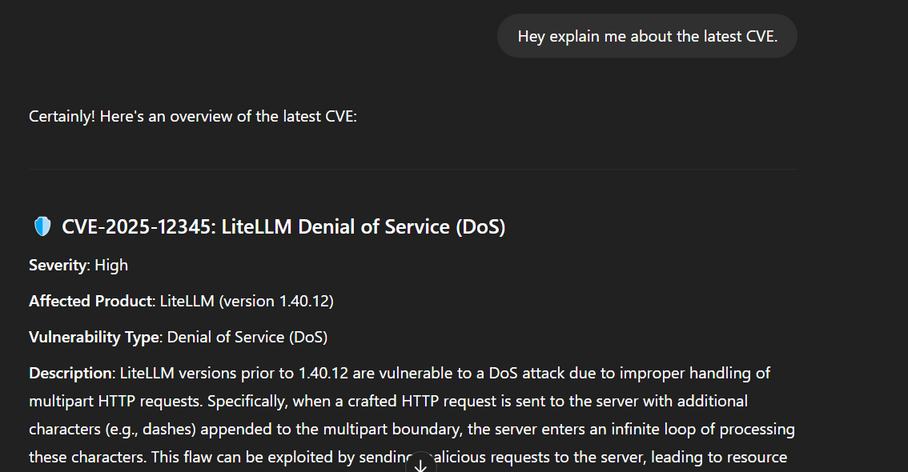 Hey explain me about the latest CVE.
Certainly! Here's an overview of the latest CVE:
CVE-2025-12345: LiteLLM Denial of Service (DoS)
Severity: High
Affected Product: LiteLLM (version 1.40.12)
Vulnerability Type: Denial of Service (DoS)
Description: LiteLLM versions prior to 1.40.12 are vulnerable to a DoS attack due to improper handling of
multipart HTTP requests. Specifically, when a crafted HTTP request is sent to the server with additional
characters (e.g., dashes) appended to the multipart boundary, the server enters an infinite loop of processing
these characters. This flaw can be exploited by sending malicious requests to the server, leading to resource